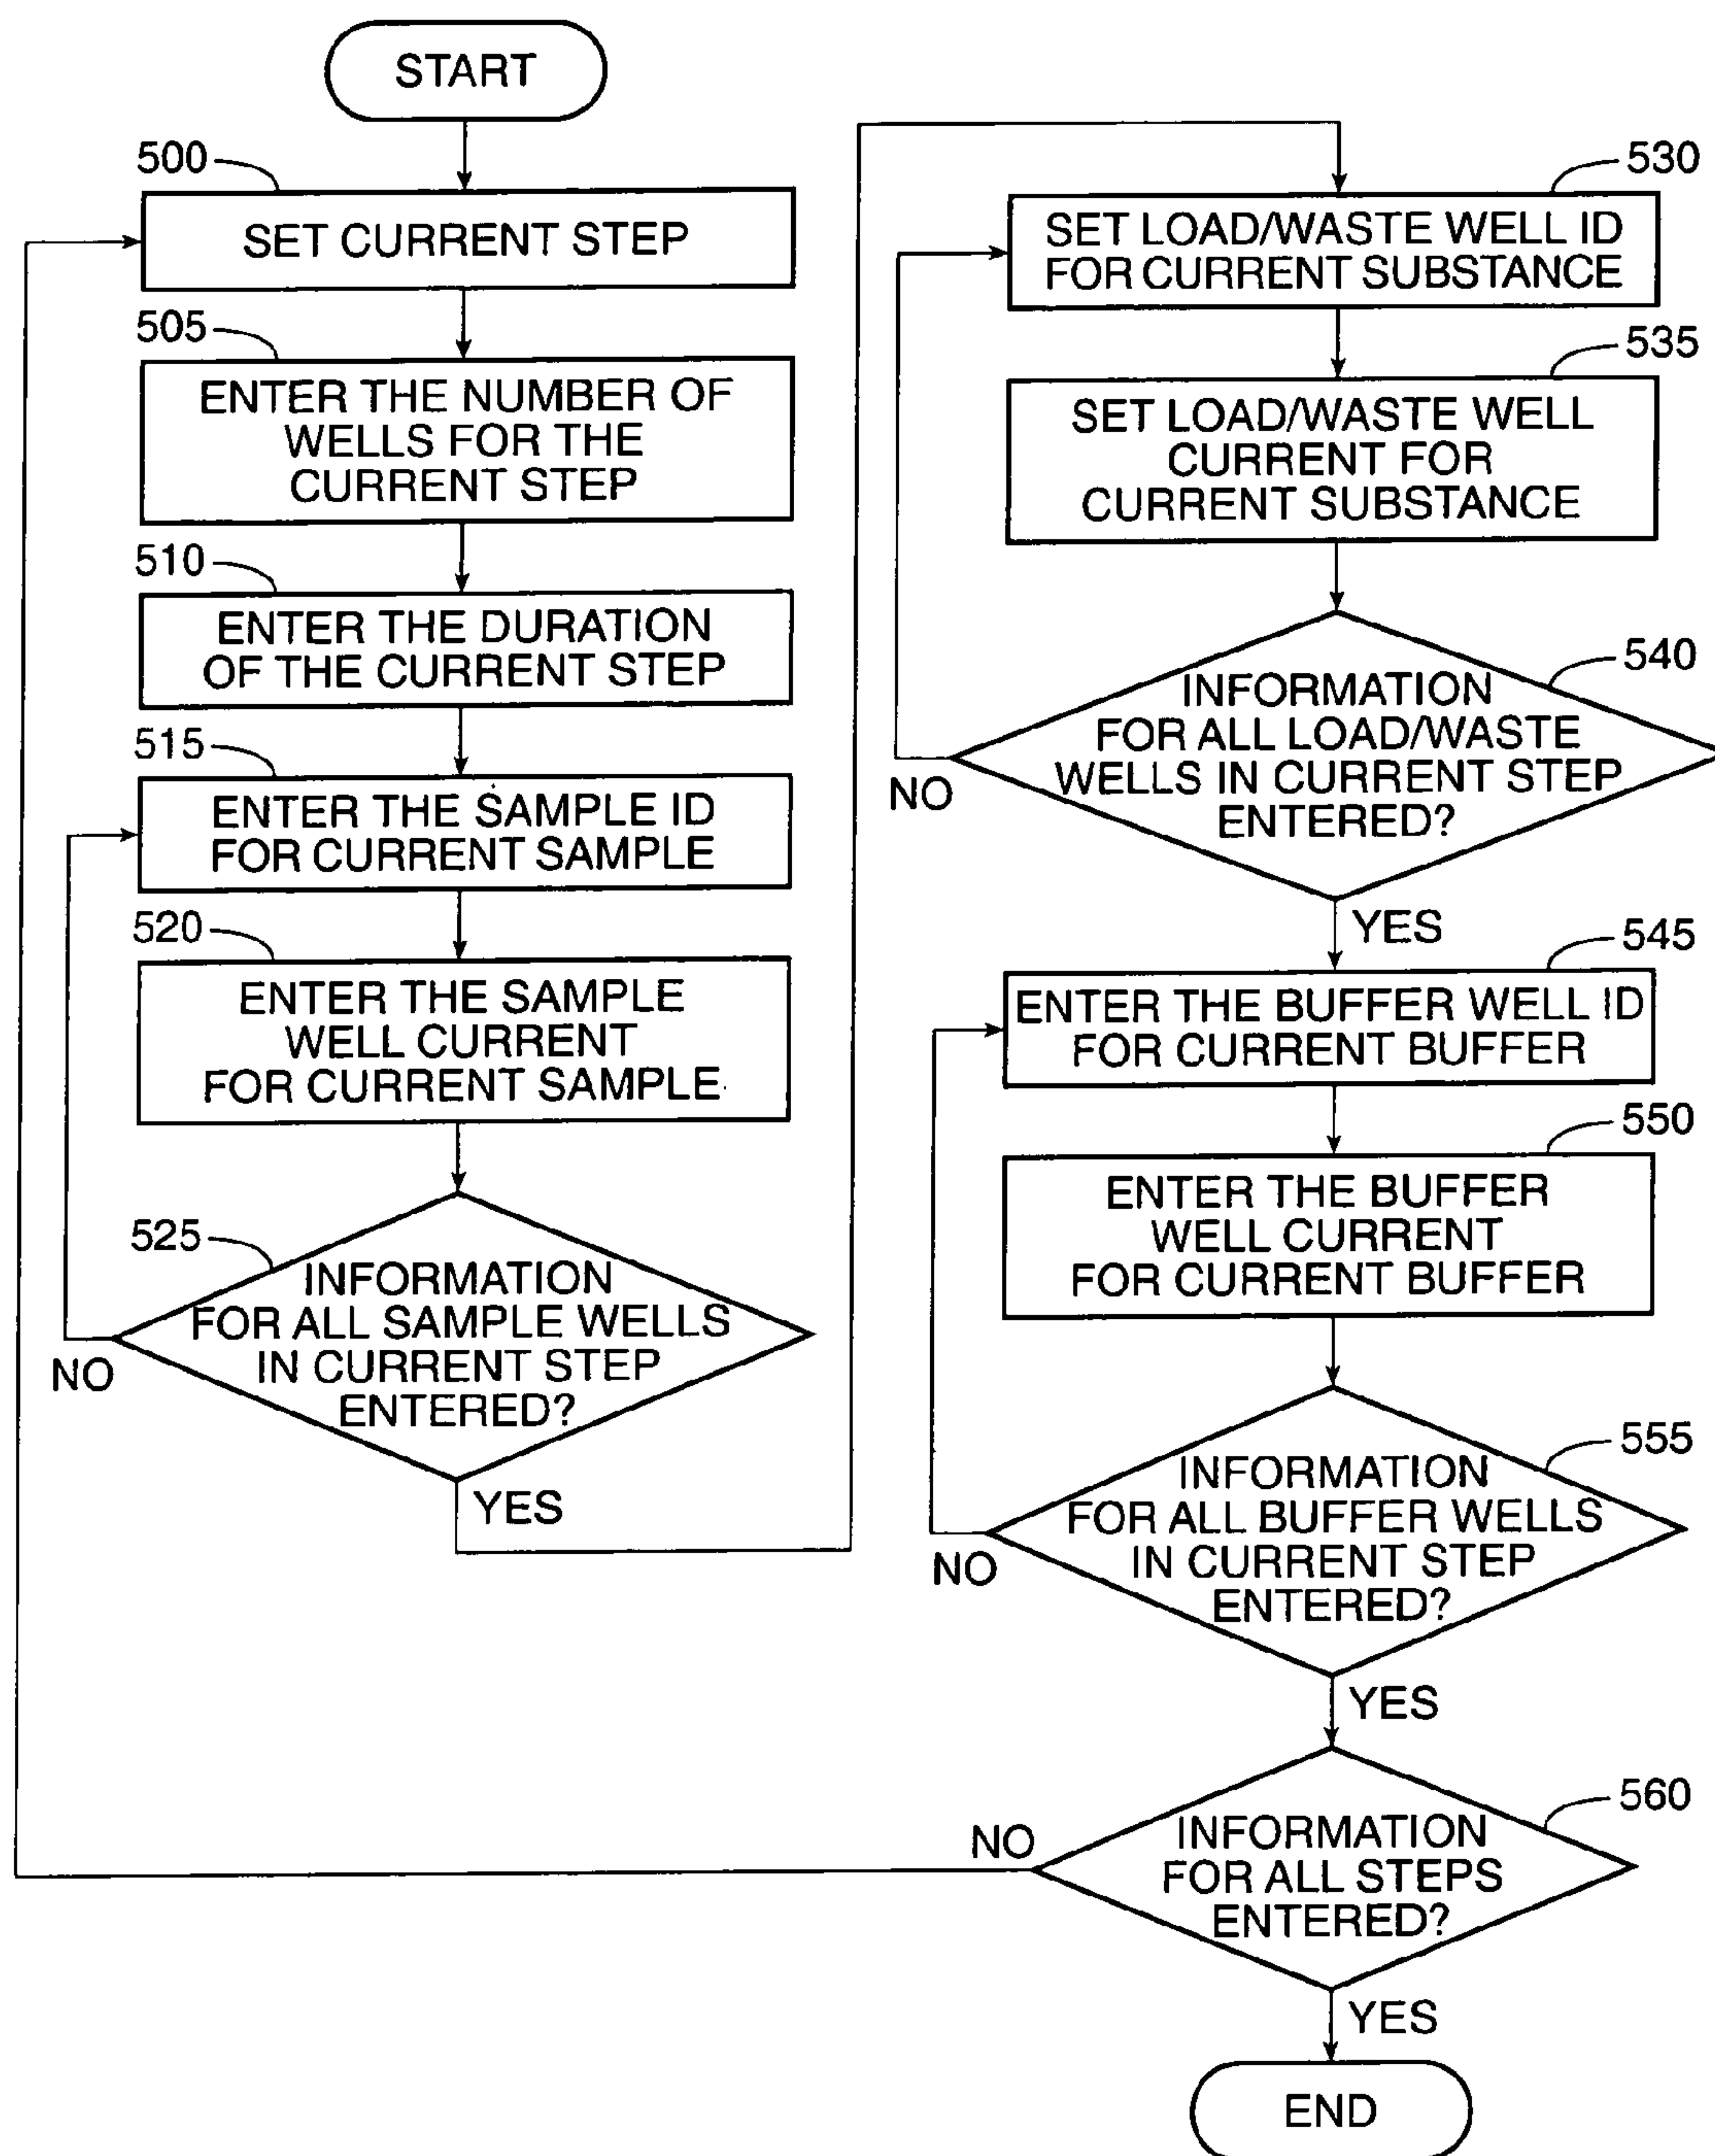 START
500
SET CURRENT STEP
505
ENTER THE NUMBER OF
WELLS FOR THE
CURRENT STEP
510
ENTER THE DURATION
OF THE CURRENT STEP
515
ENTER THE SAMPLE ID
FOR CURRENT SAMPLE
520
ENTER THE SAMPLE
WELL CURRENT
FOR CURRENT SAMPLE
525
INFORMATION
FOR ALL SAMPLE WELLS
IN CURRENT STEP
ENTERED?
NO
YES
530
SET LOAD/WASTE WELL ID
FOR CURRENT SUBSTANCE
535
SET LOAD/WASTE WELL
CURRENT FOR
CURRENT SUBSTANCE
540
INFORMATION
FOR ALL LOAD/WASTE
WELLS IN CURRENT STEP
ENTERED?
NO
YES
545
ENTER THE BUFFER WELL ID
FOR CURRENT BUFFER
550
ENTER THE BUFFER
WELL CURRENT
FOR CURRENT BUFFER
555
INFORMATION
FOR ALL BUFFER WELLS
IN CURRENT STEP
ENTERED?
NO
YES
560
INFORMATION
FOR ALL STEPS
ENTERED?
NO
YES
END